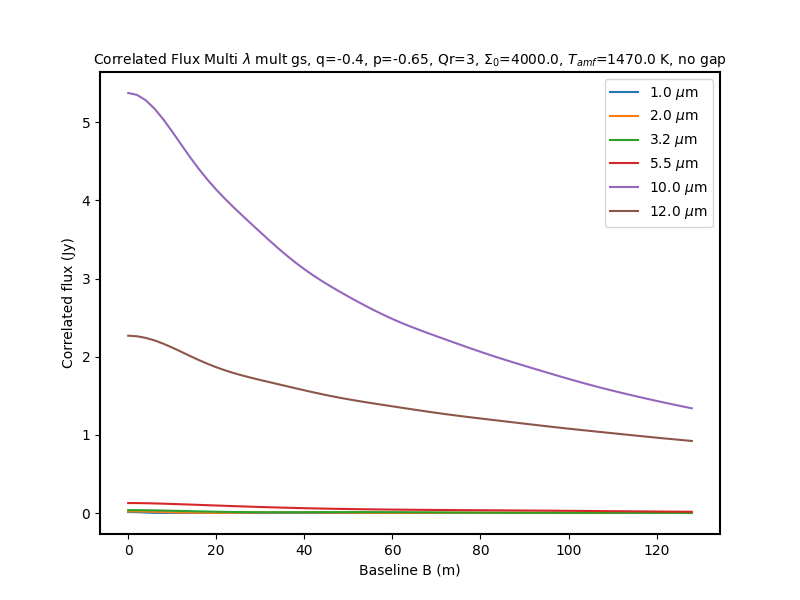 Correlated Flux Multi λ mult gs, q=-0.4, p=-0.65, Qr=3, Σ₀=4000.0, T_amf=1470.0 K, no gap
1.0 μm
2.0 μm
3.2 μm
5.5 μm
10.0 μm
12.0 μm
Correlated flux (Jy)
5
4
3
2
1
0
0 20 40 60 80 100 120
Baseline B (m)